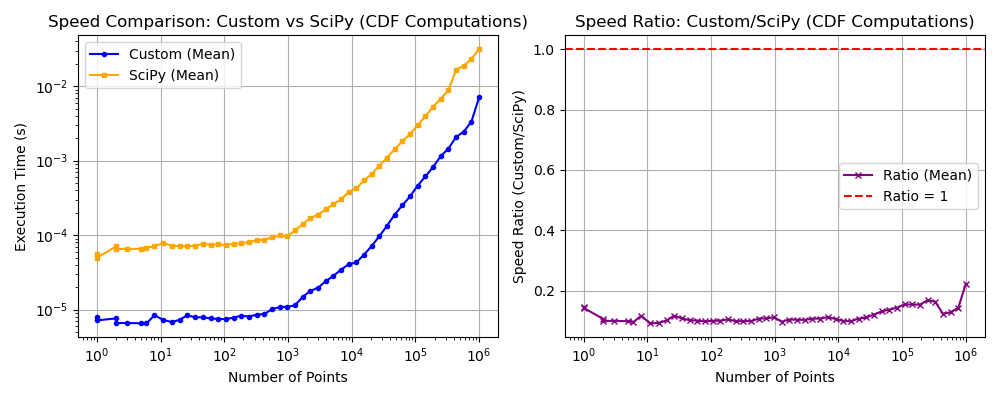 Speed Comparison: Custom vs SciPy (CDF Computations)
Custom (Mean)
SciPy (Mean)
Execution Time (s)
10⁻²
10⁻³
10⁻⁴
10⁻⁵
10⁰ 10¹ 10² 10³ 10⁴ 10⁵ 10⁶
Number of Points
Speed Ratio: Custom/SciPy (CDF Computations)
Ratio (Mean)
Ratio = 1
Speed Ratio (Custom/SciPy)
1.0
0.8
0.6
0.4
0.2
10⁰ 10¹ 10² 10³ 10⁴ 10⁵ 10⁶
Number of Points